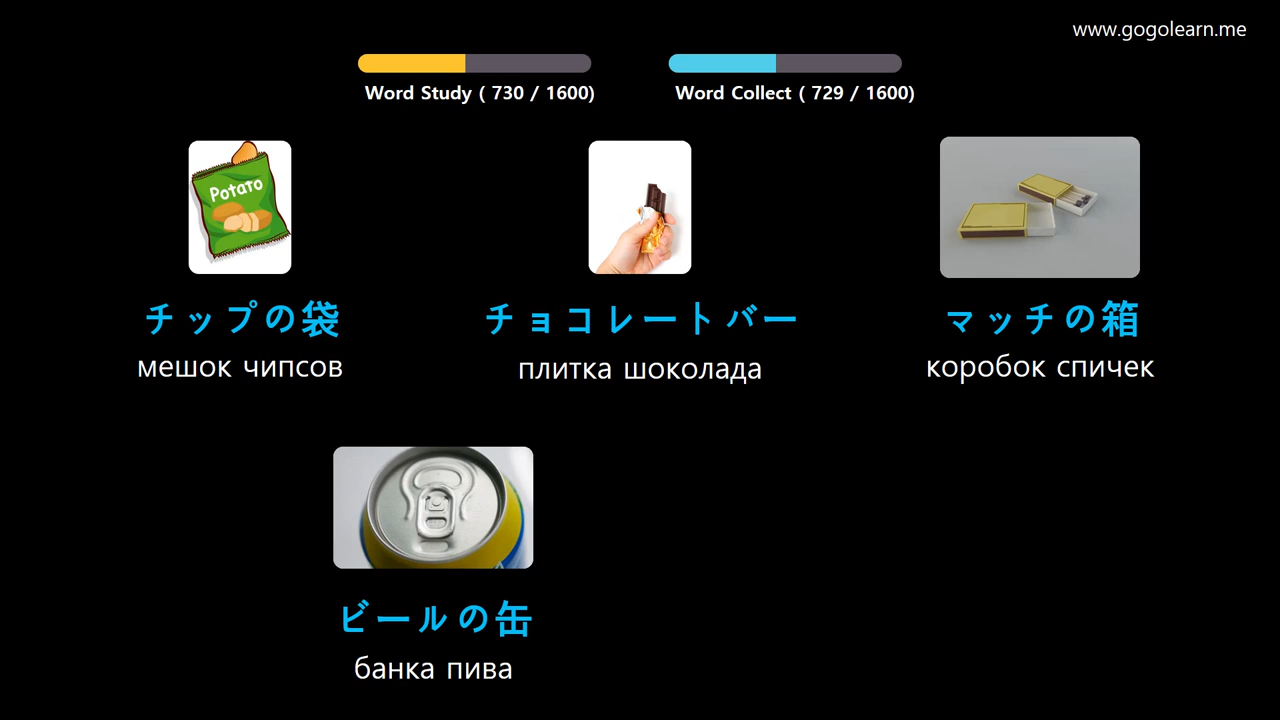 www.gogolearn.me
Word Study ( 730 / 1600)
Word Collect ( 729 / 1600)
Potato
チップの袋
チョコレートバー
マッチの箱
мешок чипсов
плитка шоколада
коробок спичек
ビールの缶
банка пива